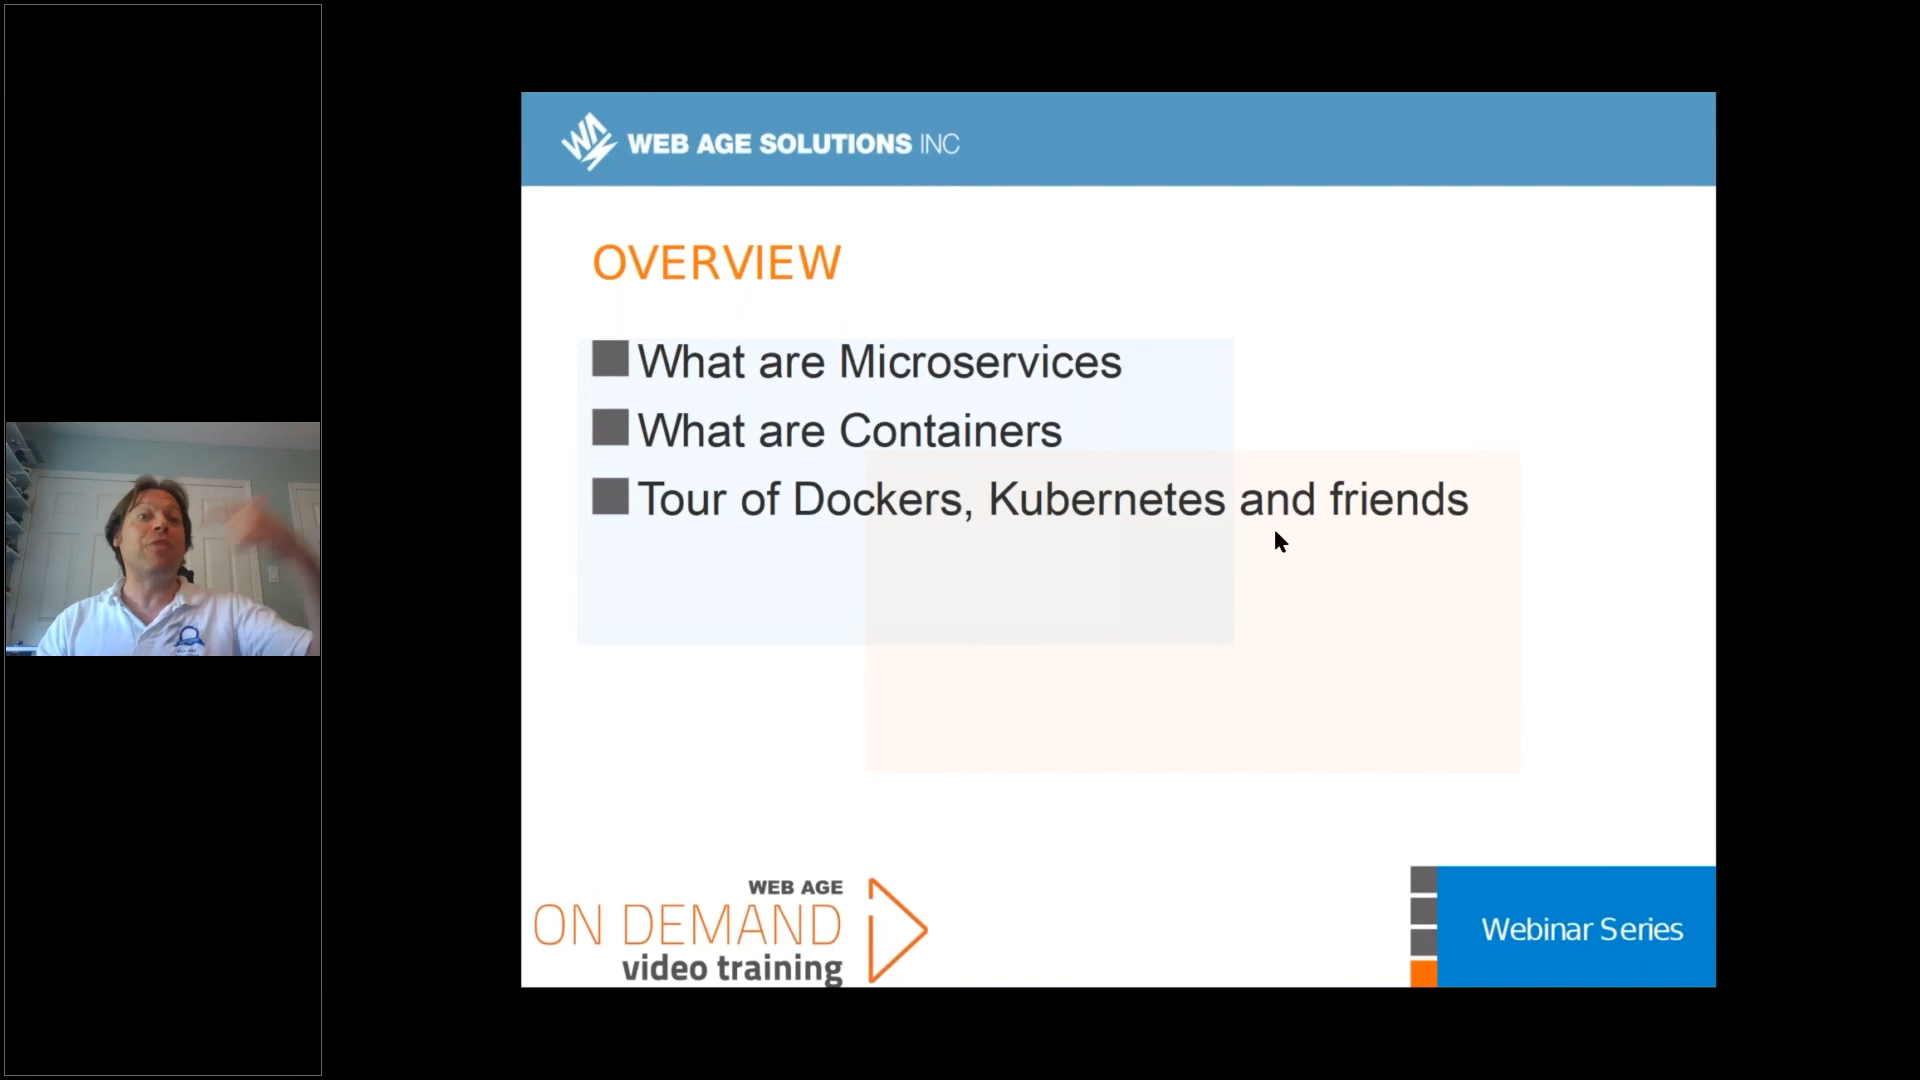 WEB AGE SOLUTIONS INC
OVERVIEW
What are Microservices
What are Containers
Tour of Dockers, Kubernetes and friends
WEB AGE
ON DEMAND
video training
Webinar Series